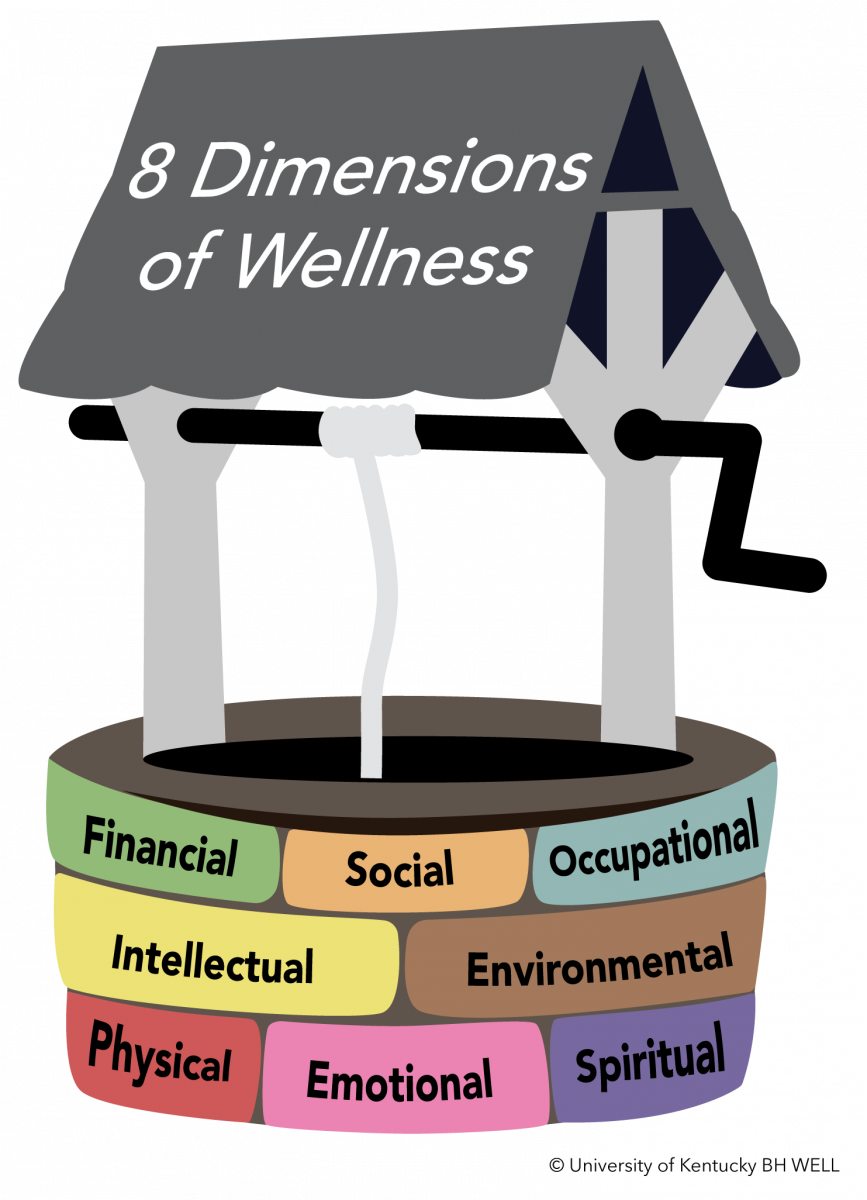 8 Dimensions
of Wellness
Financial
Social
Occupational
Intellectual
Environmental
Physical
Emotional
Spiritual
© University of Kentucky BH WELL